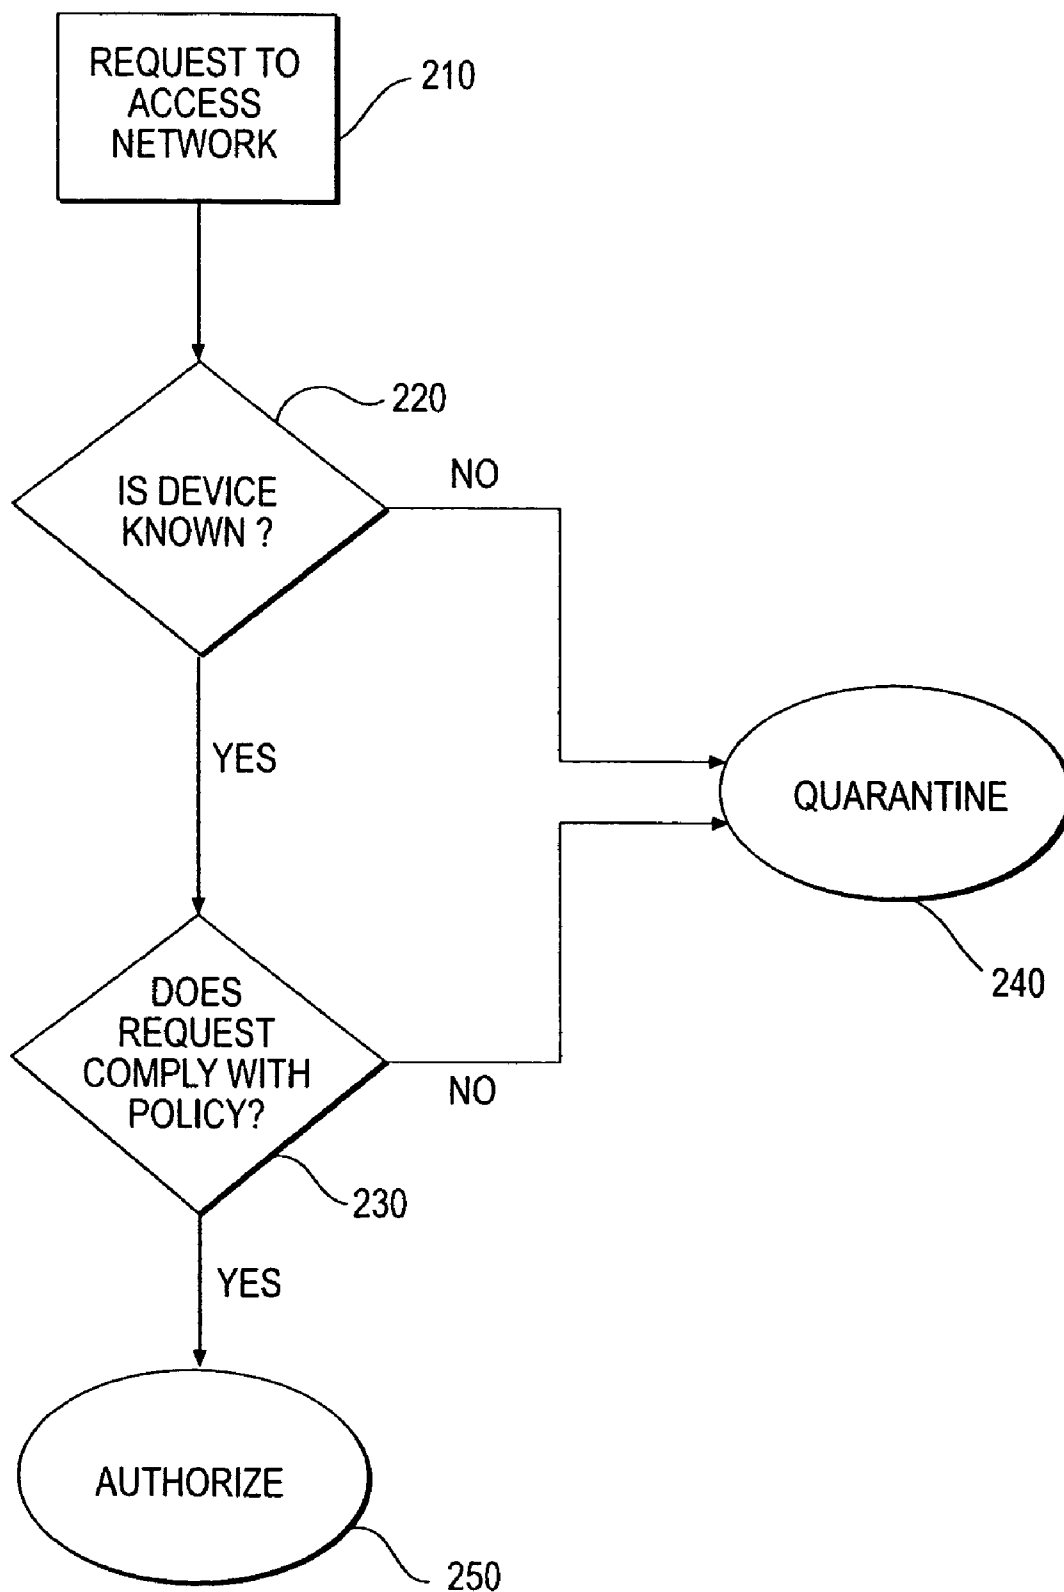 REQUEST TO
ACCESS
NETWORK
210
220
IS DEVICE
KNOWN ?
NO
YES
QUARANTINE
240
DOES
REQUEST
COMPLY WITH
POLICY?
NO
230
YES
AUTHORIZE
250